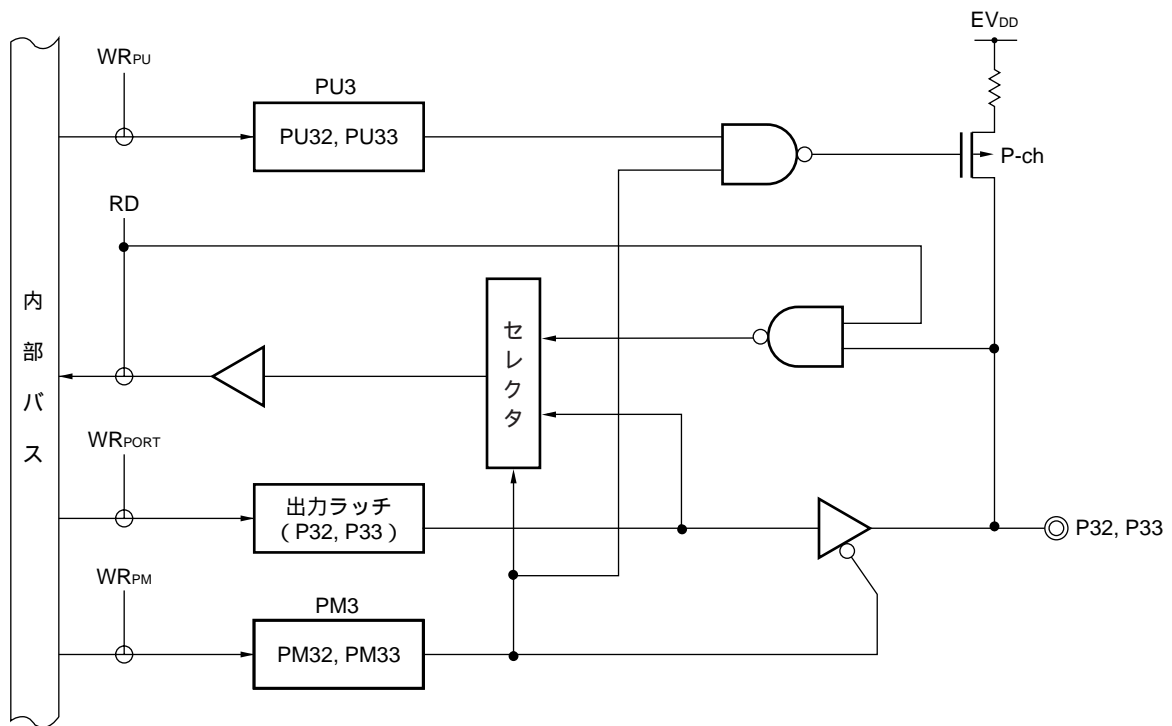 EVDD
WRPU
PU3
PU32, PU33
P-ch
RD
内部バス
セレクタ
WRPORT
出力ラッチ
( P32, P33 )
P32, P33
WRPM
PM3
PM32, PM33